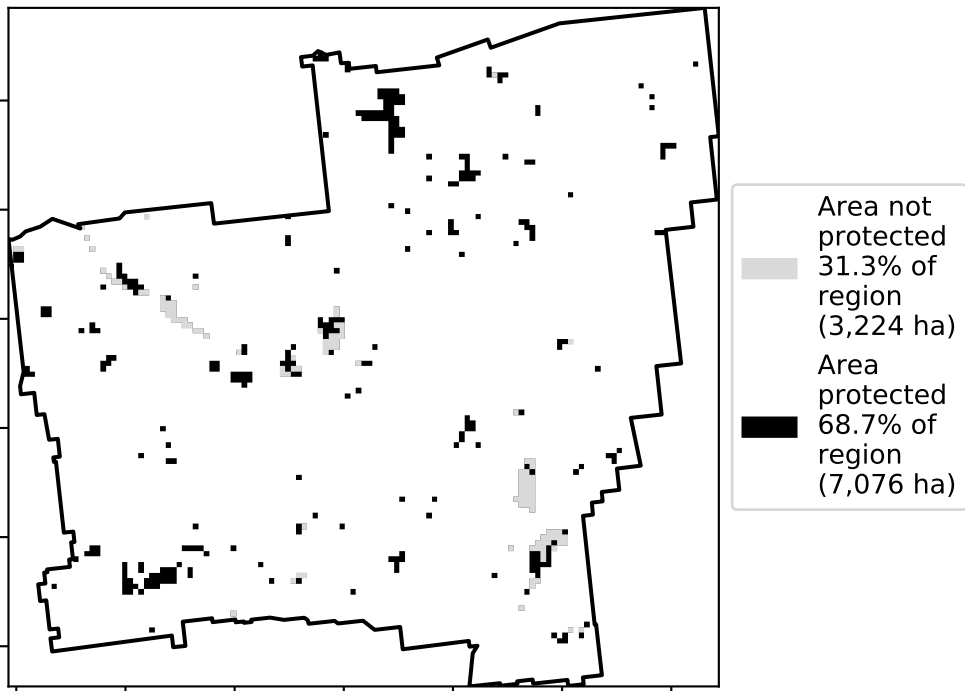 Area not
protected
31.3% of
region
(3,224 ha)
Area
protected
68.7% of
region
(7,076 ha)